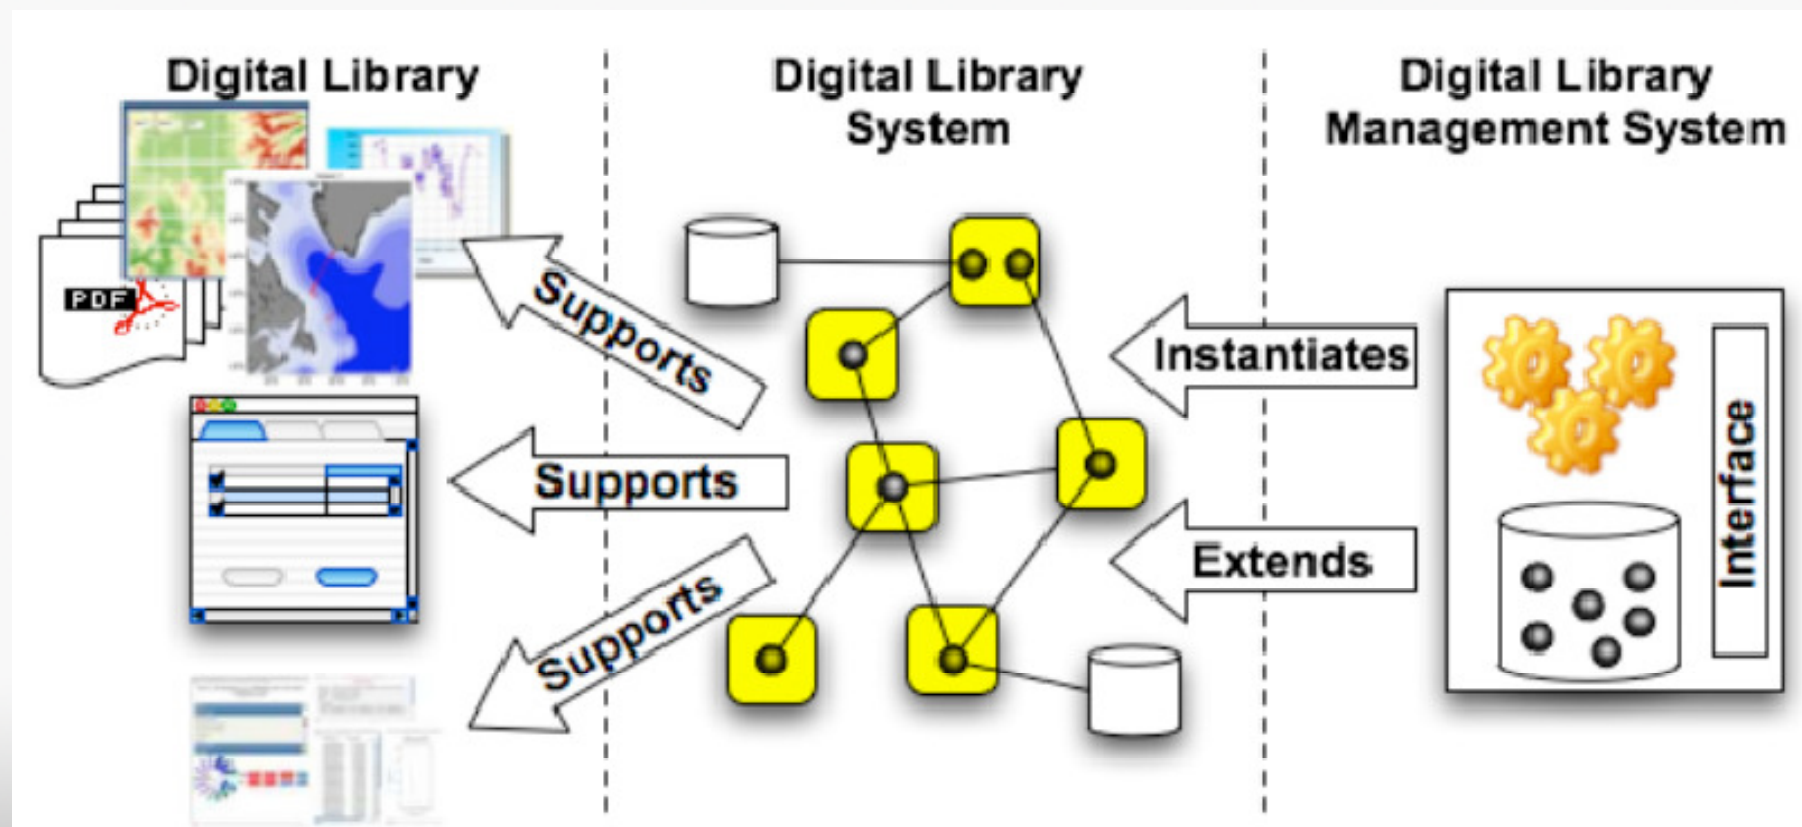 Digital Library
Digital Library
System
Digital Library
Management System
PDF
Supports
Supports
Supports
Instantiates
Extends
Interface